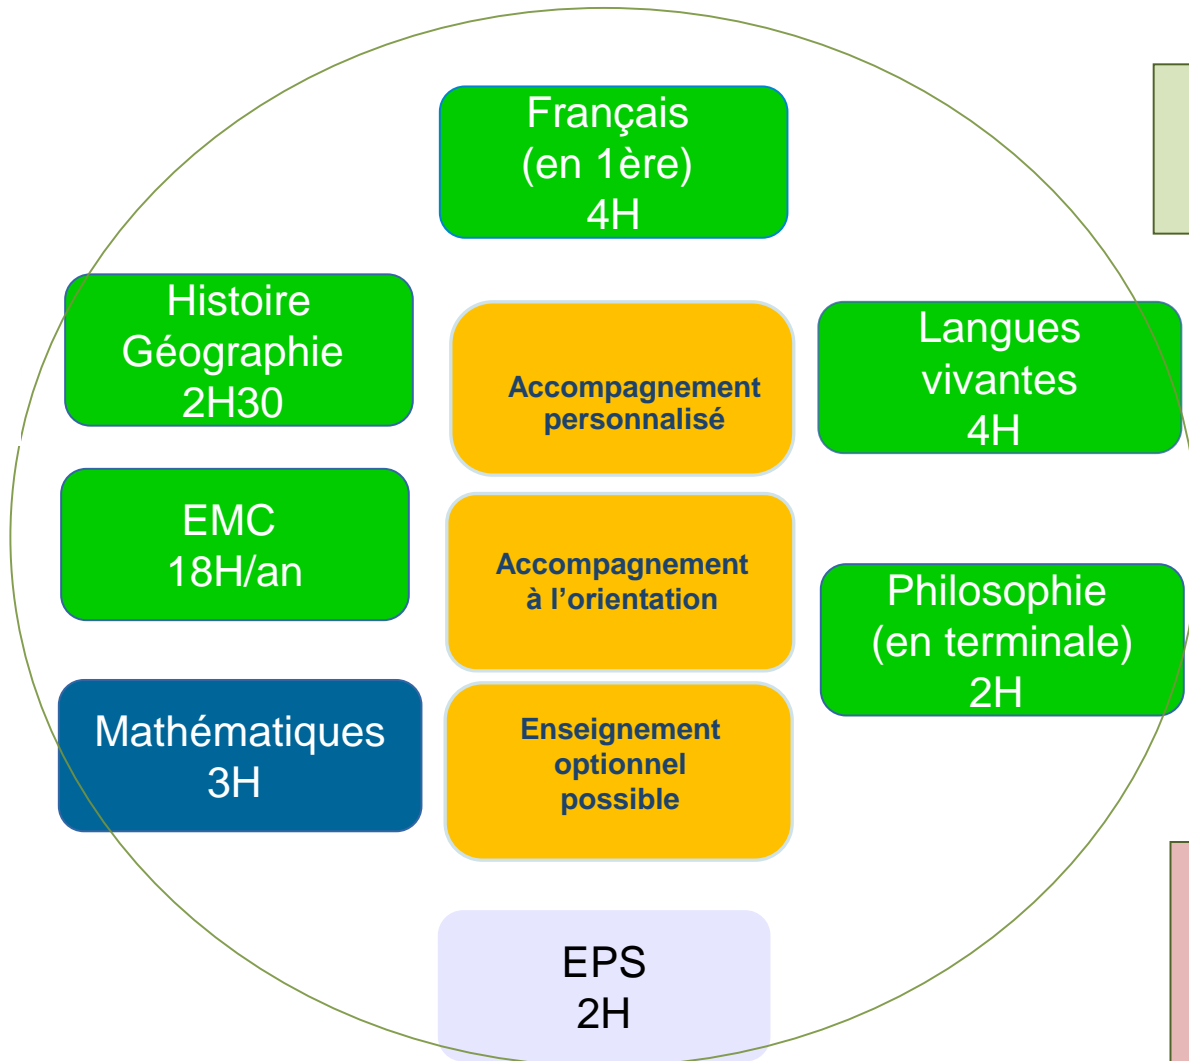 Français
(en 1ère)
4H
Histoire
Géographie
2H30
Accompagnement
personnalisé
Langues
vivantes
4H
EMC
18H/an
Accompagnement
à l’orientation
Philosophie
(en terminale)
2H
Mathématiques
3H
Enseignement
optionnel
possible
EPS
2H